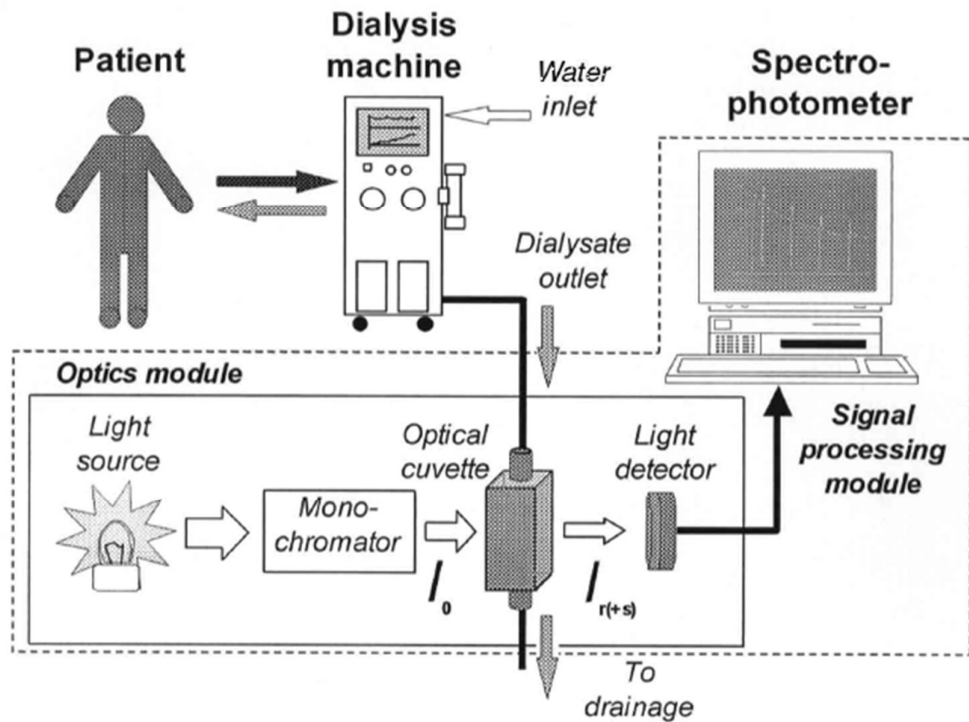 Patient
Dialysis
machine
Water
inlet
Spectro-
photometer
Dialysate
outlet
Optics module
Light
source
Mono-
chromator
Optical
cuvette
Light
detector
Signal
processing
module
I0
Ir(+s)
To
drainage